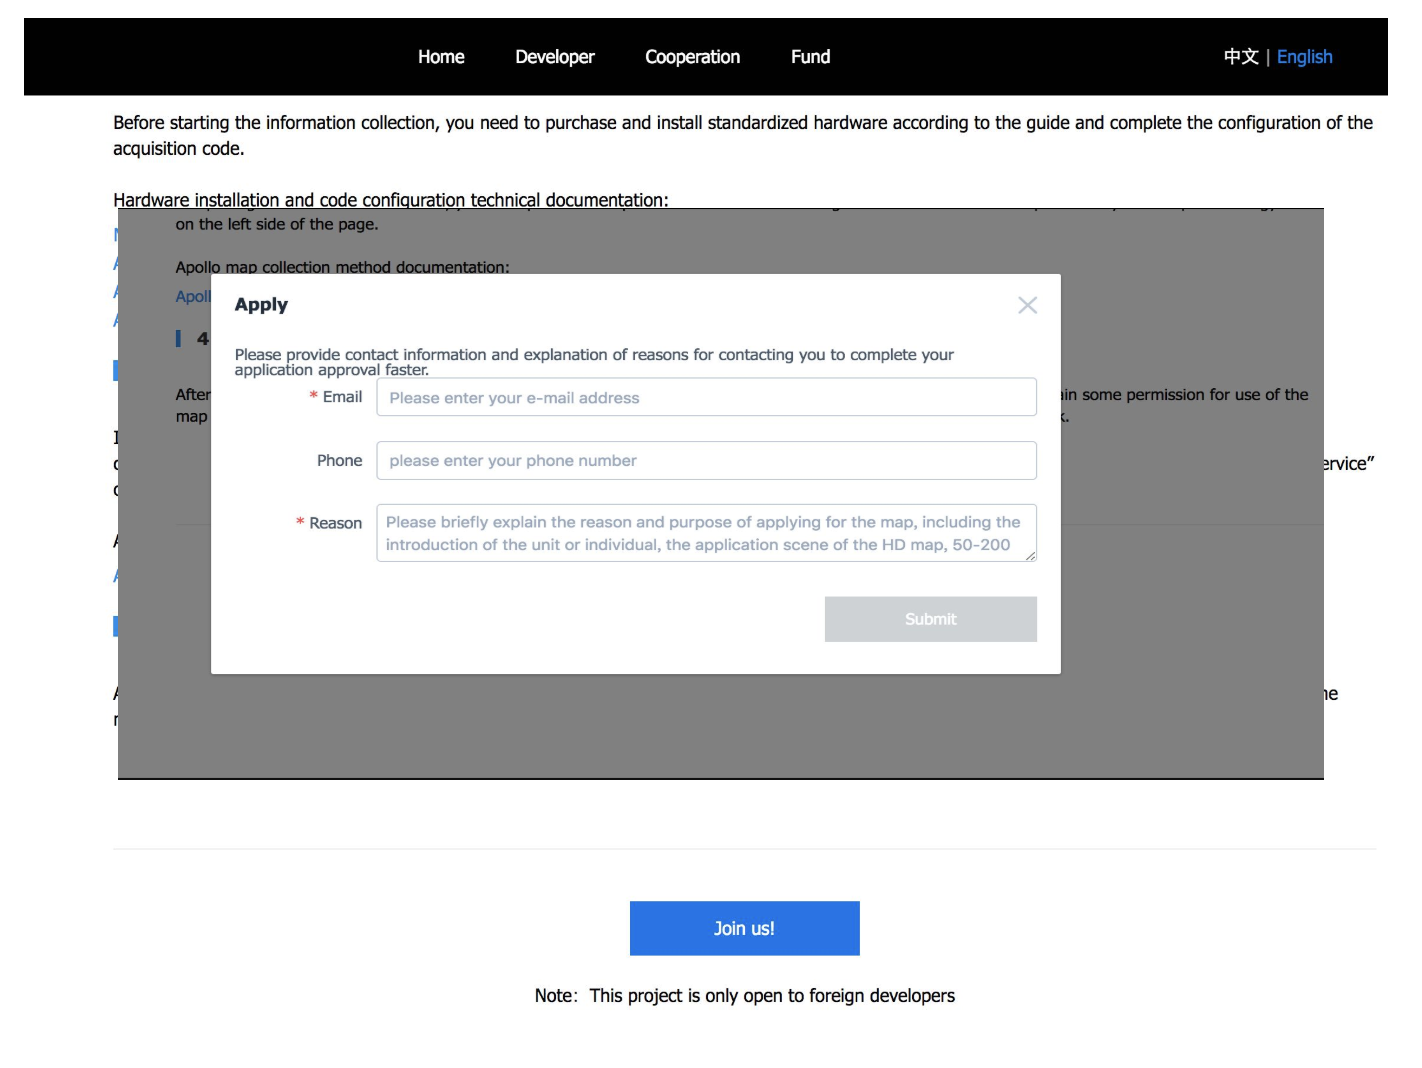 Home Developer Cooperation Fund 中文 | English
Before starting the information collection, you need to purchase and install standardized hardware according to the guide and complete the configuration of the
acquisition code.
Hardware installation and code configuration technical documentation:
on the left side of the page.
Apollo map collection method documentation:
Apoll
4
Apply
Please provide contact information and explanation of reasons for contacting you to complete your
application approval faster.
After
* Email Please enter your e-mail address
ain some permission for use of the
map
k.
Phone please enter your phone number
ervice”
* Reason Please briefly explain the reason and purpose of applying for the map, including the
introduction of the unit or individual, the application scene of the HD map, 50-200
Submit
ne
Join us!
Note: This project is only open to foreign developers